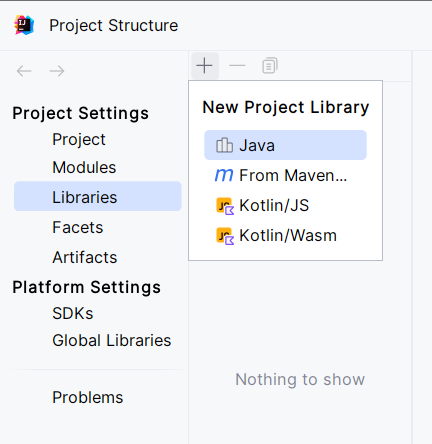 Project Structure
Project Settings
Project
Modules
Libraries
Facets
Artifacts
Platform Settings
SDKs
Global Libraries
Problems
New Project Library
Java
From Maven...
Kotlin/JS
Kotlin/Wasm
Nothing to show